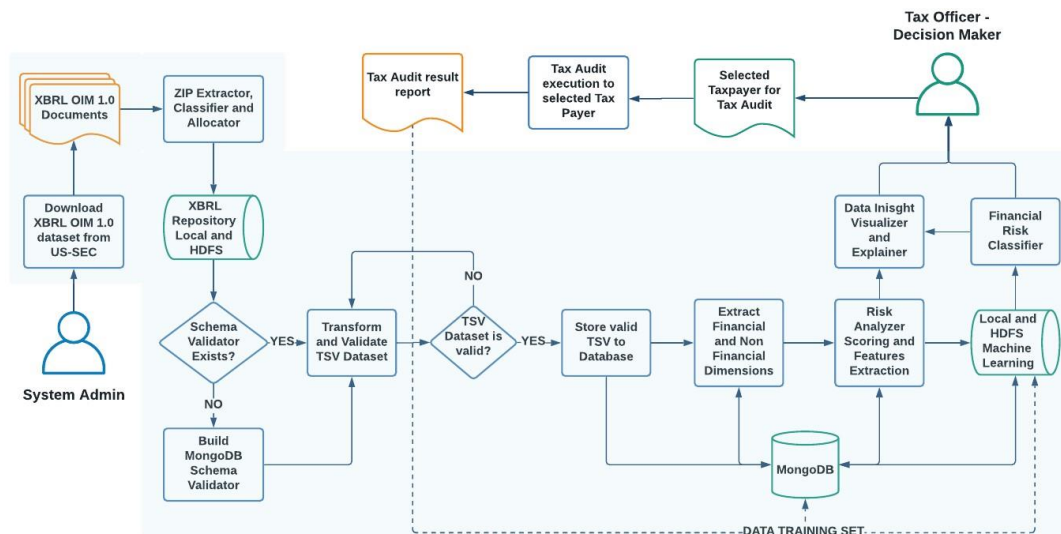 Tax Officer -
Decision Maker
XBRL OIM 1.0
Documents
ZIP Extractor,
Classifier and
Allocator
Tax Audit result
report
Tax Audit
execution to
selected Tax
Payer
Selected
Taxpayer for
Tax Audit
Download
XBRL OIM 1.0
dataset from
US-SEC
XBRL
Repository
Local and
HDFS
Data Inisght
Visualizer
and
Explainer
Financial
Risk
Classifier
NO
Schema
Validator
Exists?
YES
Transform
and Validate
TSV Dataset
TSV
Dataset is
valid?
YES
Store valid
TSV to
Database
Extract
Financial
and Non
Financial
Dimensions
Risk
Analyzer
Scoring and
Features
Extraction
Local and
HDFS
Machine
Learning
System Admin
NO
Build
MongoDB
Schema
Validator
MongoDB
DATA TRAINING SET